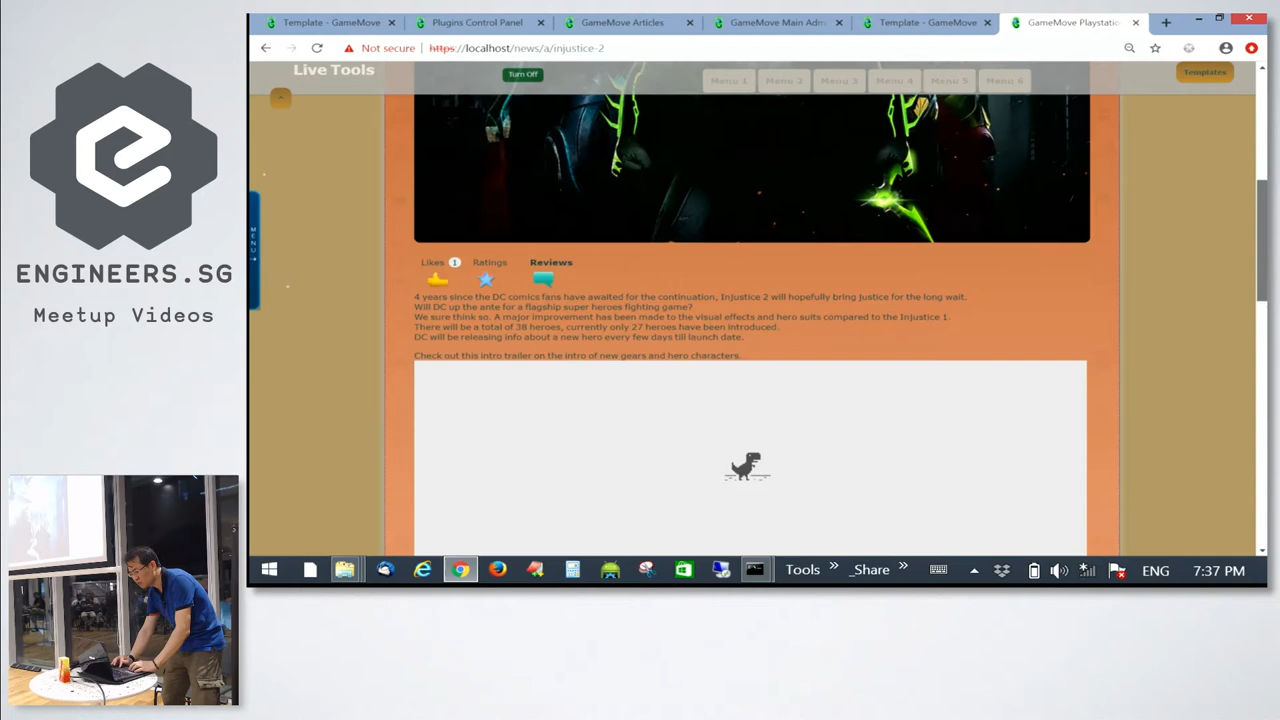 Template - GameMove
Plugins Control Panel
GameMove Articles
GameMove Main Adm
Template - GameMove
GameMove Playstatio
Not secure
https://localhost/news/a/injustice-2
Live Tools
Turn Off
Menu 1
Menu 2
Menu 3
Menu 4
Menu 5
Menu 6
Templates
MENU
Likes 1 Ratings Reviews
4 years since the DC comics fans have awaited for the continuation, Injustice 2 will hopefully bring justice for the long wait.
Will DC up the ante for a flagship super heroes fighting game?
We sure think so. A major improvement has been made to the visual effects and hero suits compared to the Injustice 1.
There will be a total of 38 heroes, currently only 27 heroes have been introduced.
DC will be releasing info about a new hero every few days till launch date.
Check out this intro trailer on the intro of new gears and hero characters.
Tools » _Share » ENG 7:37 PM
ENGINEERS.SG
Meetup Videos